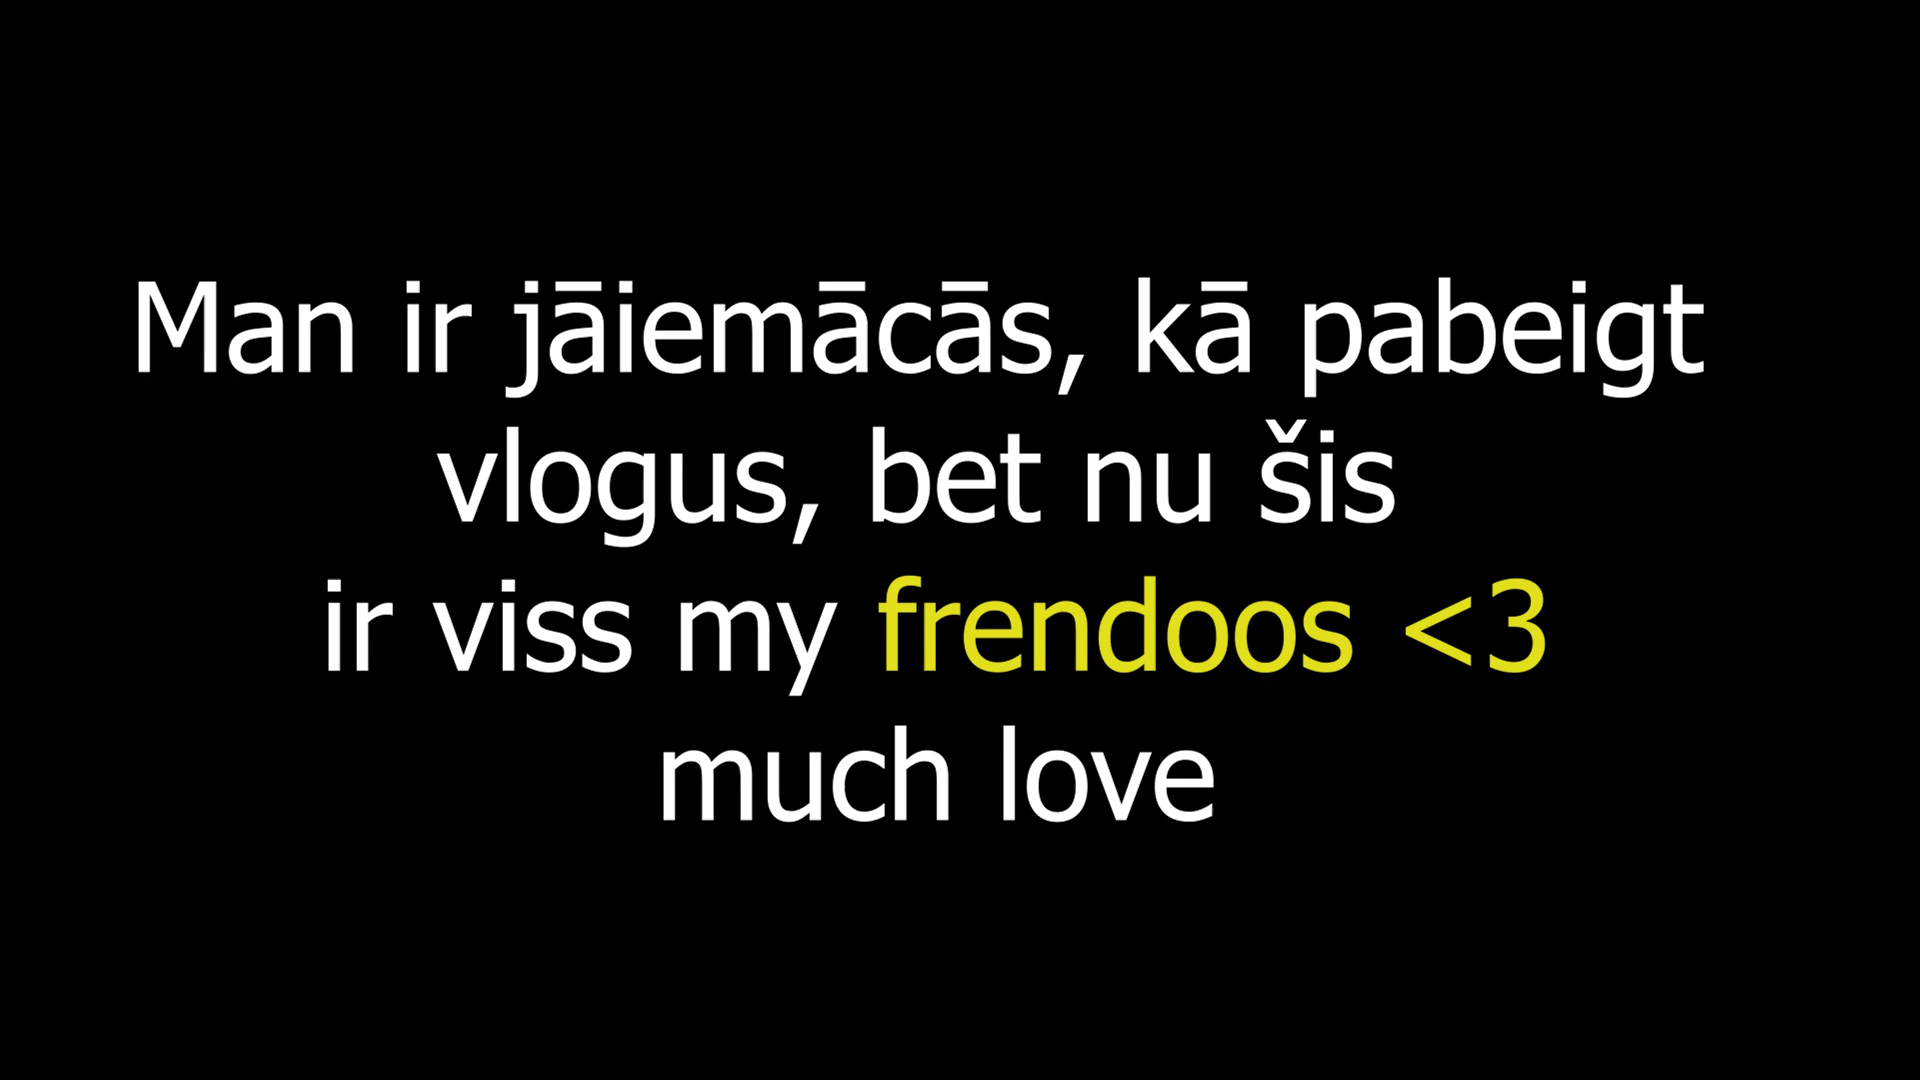 Man ir jāiemācās, kā pabeigt
vlogus, bet nu šis
ir viss my frendoos <3
much love